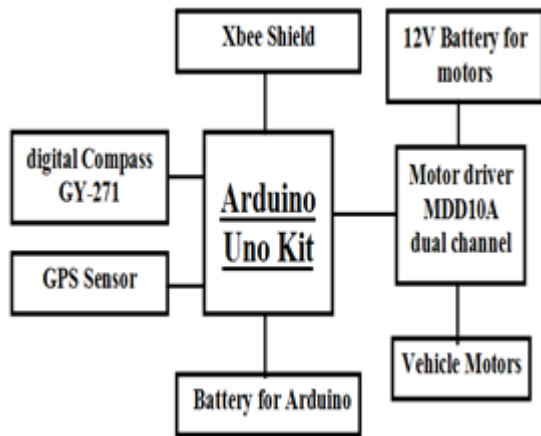 Xbee Shield
12V Battery for
motors
digital Compass
GY-271
Arduino
Uno Kit
Motor driver
MDD10A
dual channel
GPS Sensor
Battery for Arduino
Vehicle Motors